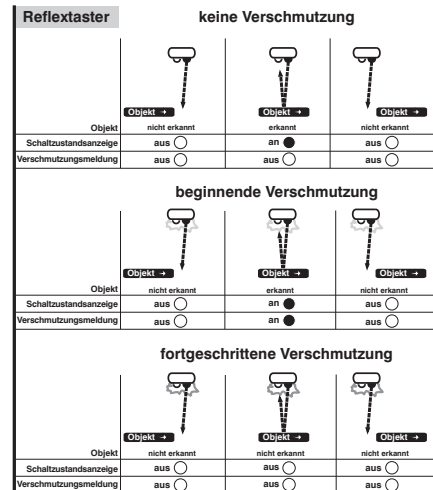 Reflextaster keine Verschmutzung
Objekt → Objekt → Objekt →
Objekt nicht erkannt erkannt nicht erkannt
Schaltzustandsanzeige aus an aus
Verschmutzungsmeldung aus aus aus
beginnende Verschmutzung
Objekt → Objekt → Objekt →
Objekt nicht erkannt erkannt nicht erkannt
Schaltzustandsanzeige aus an aus
Verschmutzungsmeldung aus an aus
fortgeschrittene Verschmutzung
Objekt → Objekt → Objekt →
Objekt nicht erkannt nicht erkannt nicht erkannt
Schaltzustandsanzeige aus aus aus
Verschmutzungsmeldung aus aus aus